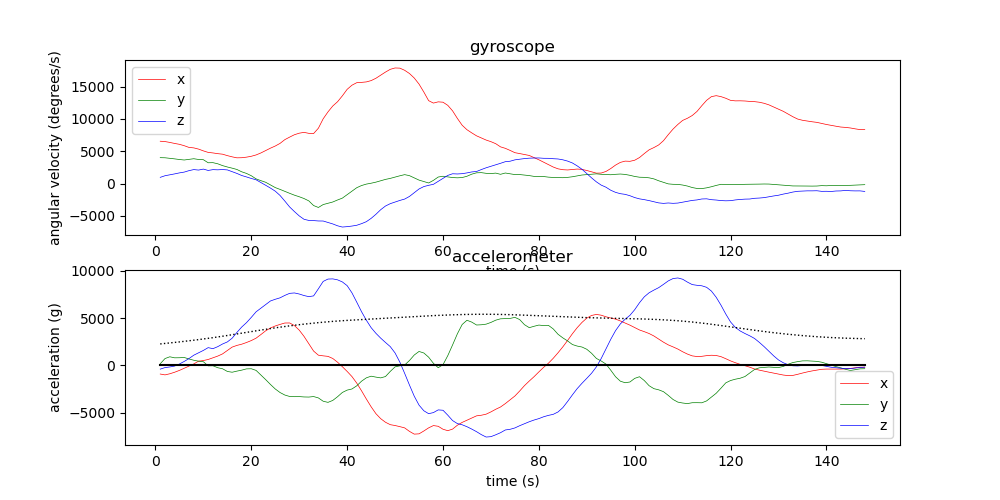 gyroscope
angular velocity (degrees/s)
15000
10000
5000
0
−5000
x
y
z
0 20 40 60 80 100 120 140
time (s)
accelerometer
acceleration (g)
10000
5000
0
−5000
x
y
z
0 20 40 60 80 100 120 140
time (s)